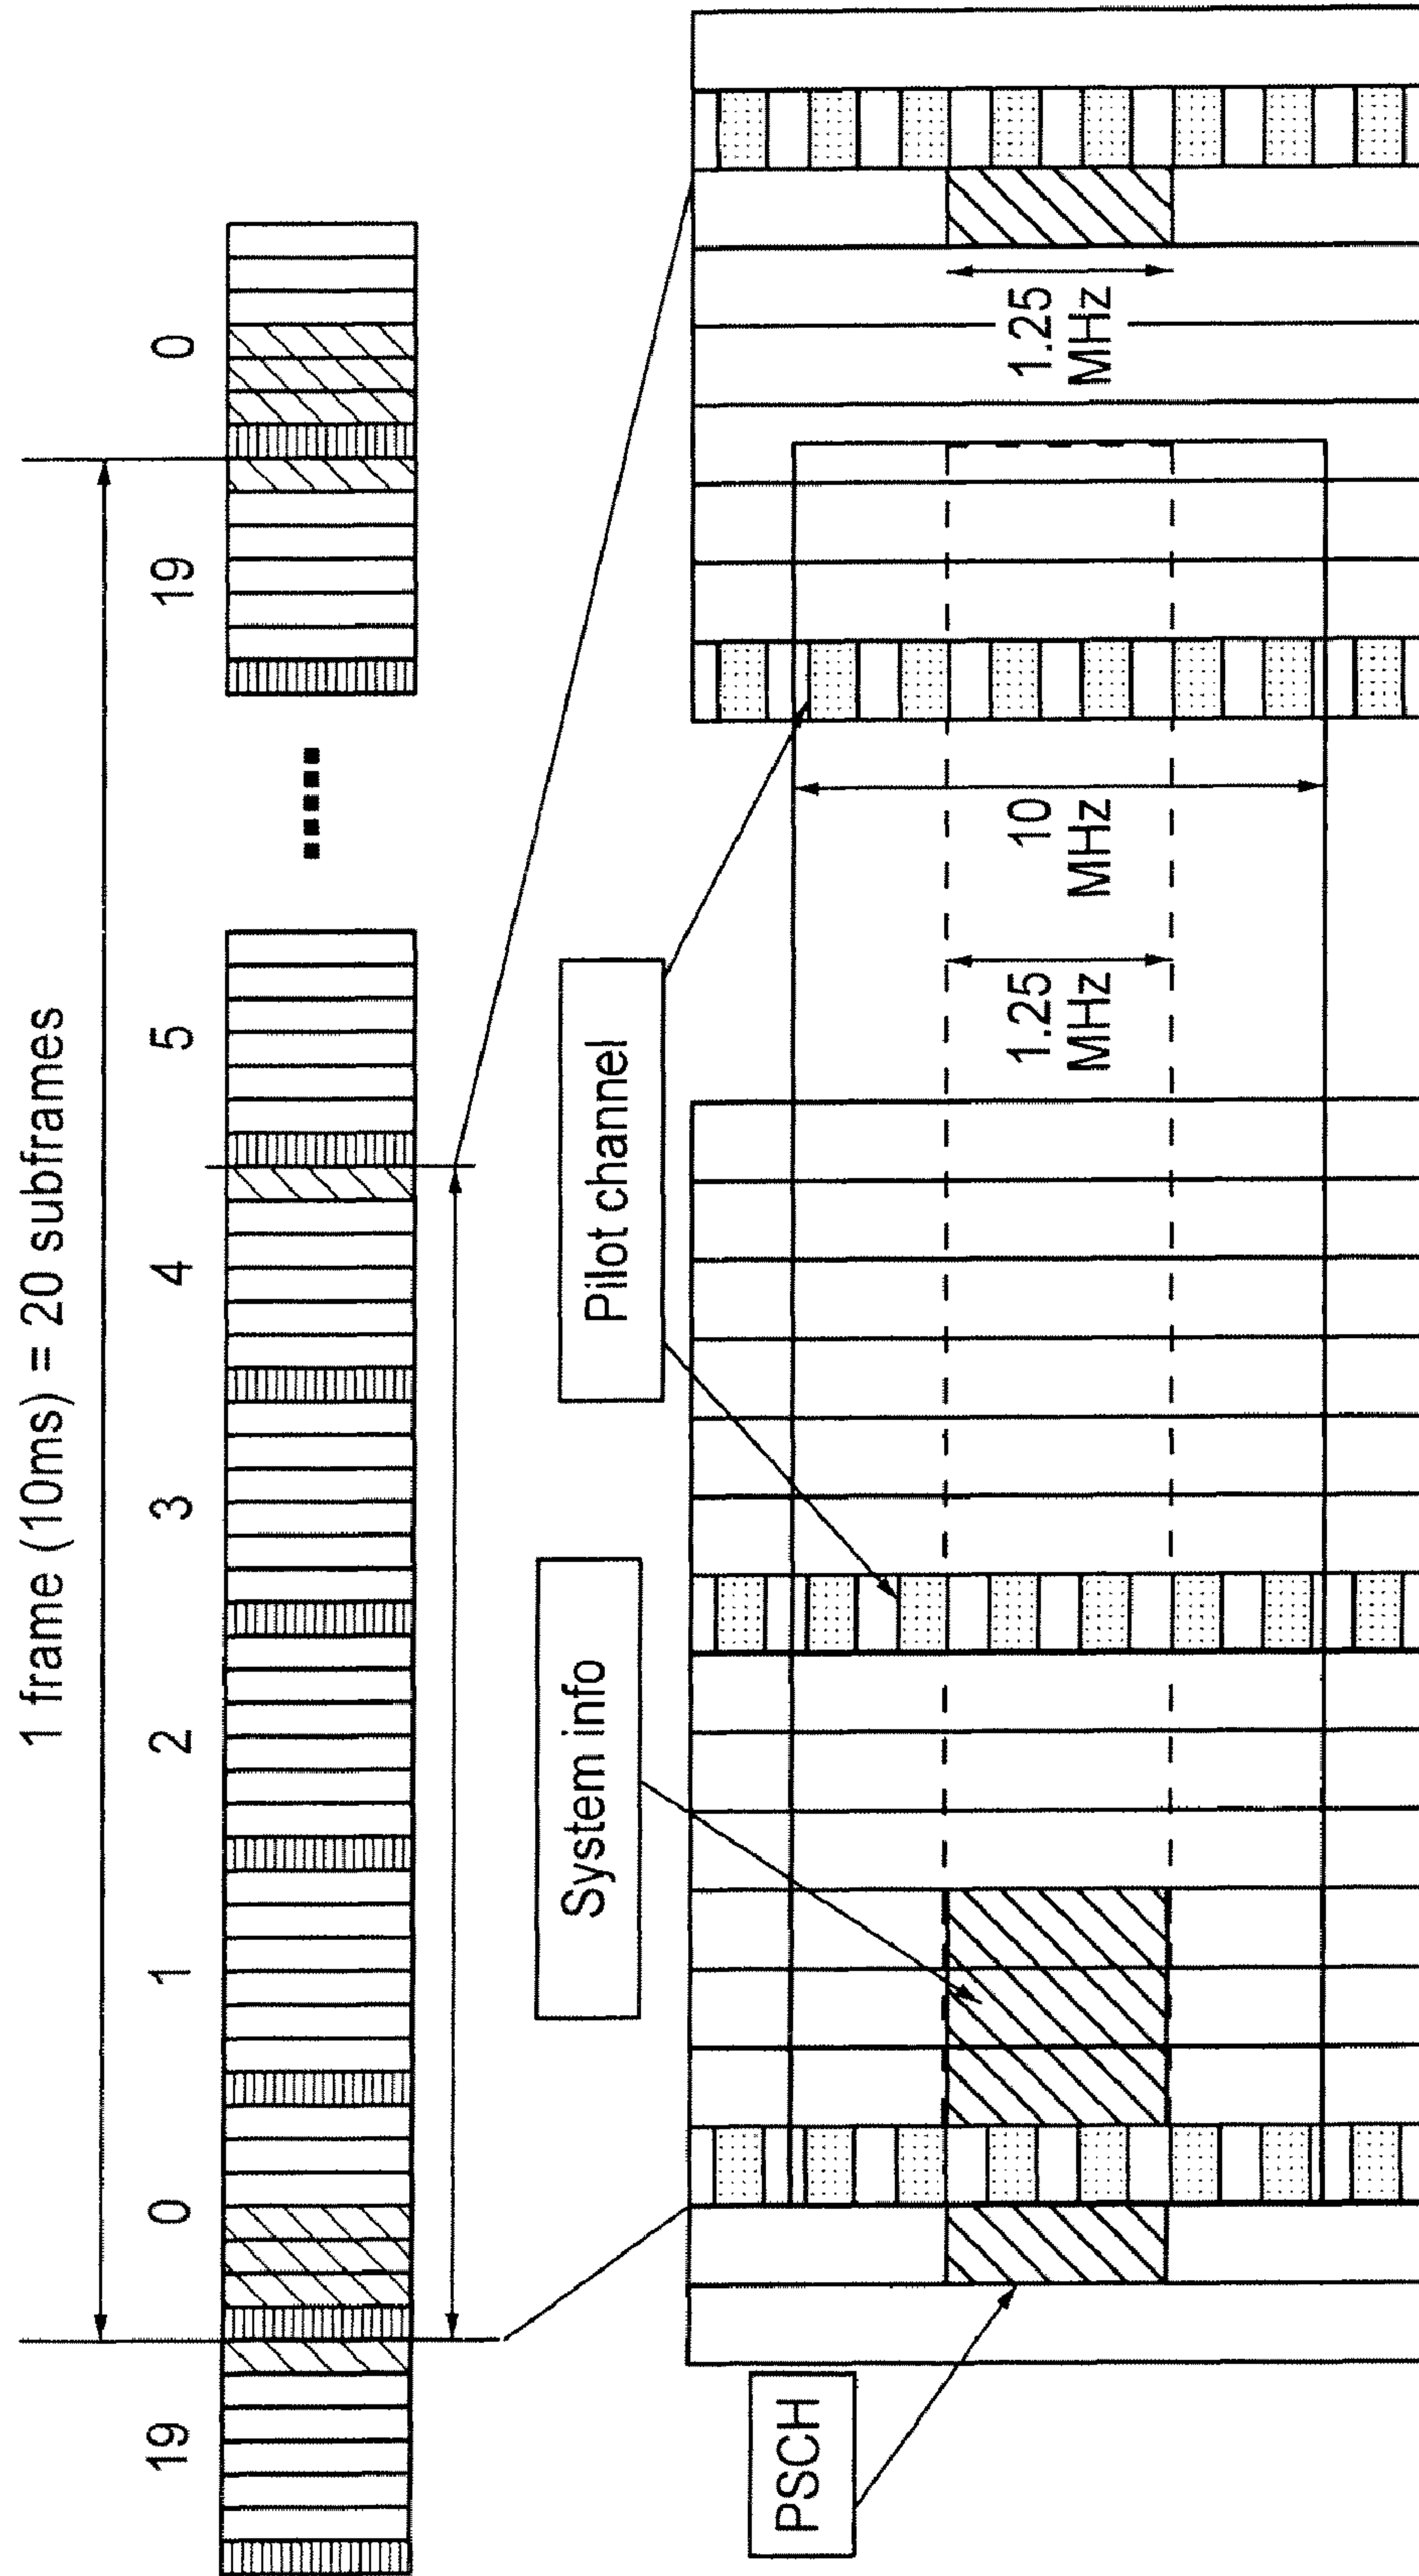 1 frame (10ms) = 20 subframes
19
0
1
2
3
4
5
19
0
PSCH
System info
Pilot channel
1.25
MHz
10
MHz
1.25
MHz